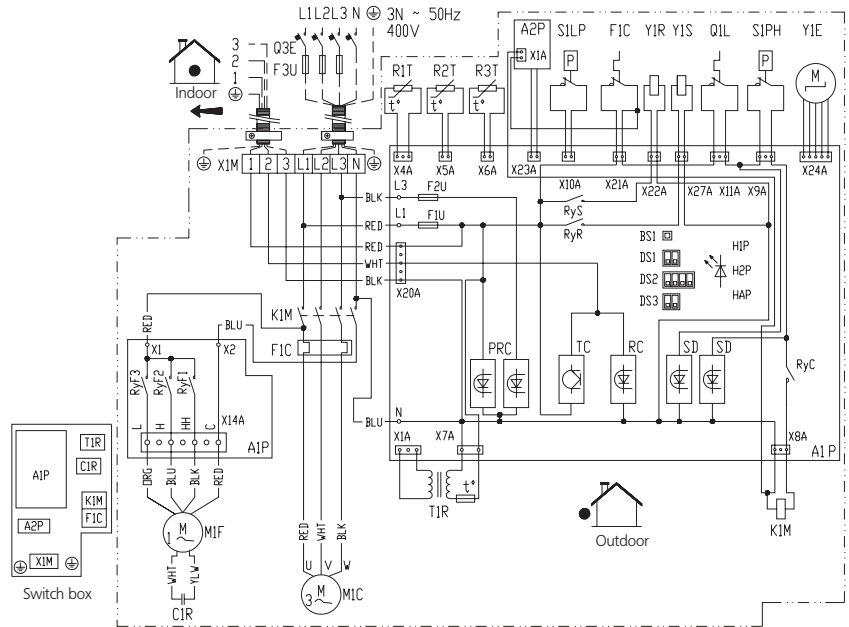 L1 L2 L3 N 3N ~ 50Hz
400V
Q3E
F3U
3
2
1
Indoor
A2P
X1A
S1LP
F1C
Y1R
Y1S
Q1L
S1PH
Y1E
P
P
M
R1T
R2T
R3T
t°
t°
t°
X1M
1 2 3 L1 L2 L3 N
X4A
X5A
X6A
X23A
X10A
X21A
X22A
X27A
X11A
X9A
X24A
BLK
L3
F2U
RyS
RED
L1
F1U
RyR
RED
WHT
BLK
X20A
BS1
DS1
DS2
DS3
H1P
H2P
HAP
K1M
F1C
RED
BLU
X1
X2
RyF3
RyF2
RyF1
PRC
TC
RC
SD
SD
RyC
L
H
HH
C
X14A
A1P
BLU
N
X1A
X7A
X8A
A1P
T1R
t°
ORG
BLU
BLK
RED
M
1
M1F
WHT
YLW
C1R
RED
WHT
BLK
U
V
W
M
3
M1C
Outdoor
K1M
A1P
T1R
C1R
K1M
F1C
A2P
X1M
Switch box